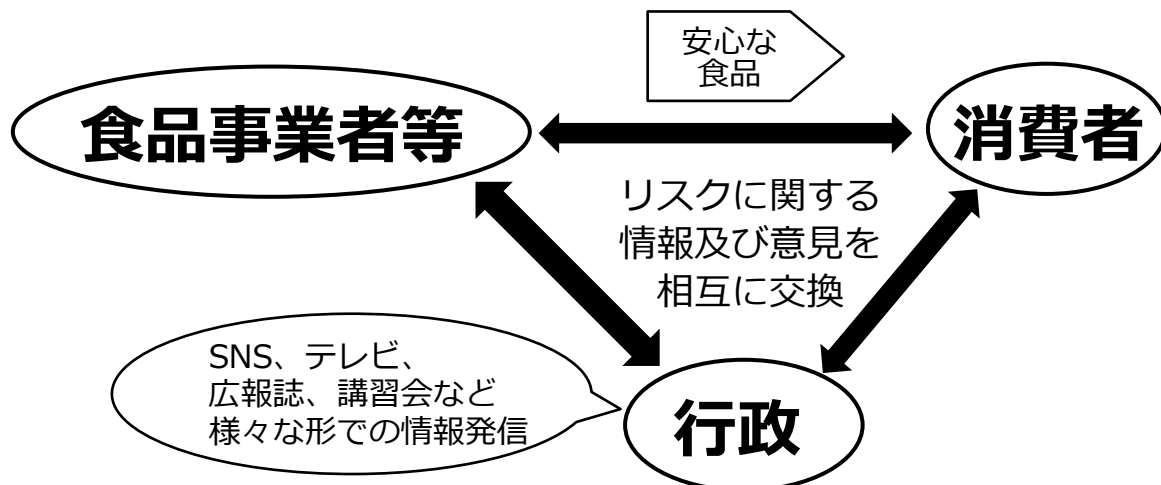 安心な
食品
食品事業者等
消費者
リスクに関する
情報及び意見を
相互に交換
SNS、テレビ、
広報誌、講習会など
様々な形での情報発信
行政